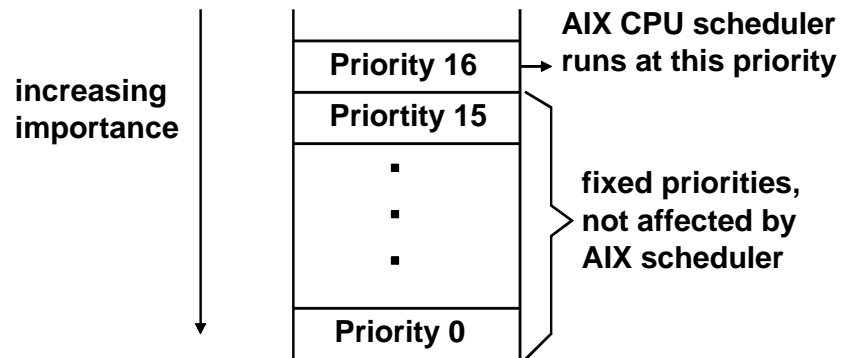 AIX CPU scheduler
runs at this priority
Priority 16
increasing
importance
Priortity 15
fixed priorities,
not affected by
AIX scheduler
Priority 0